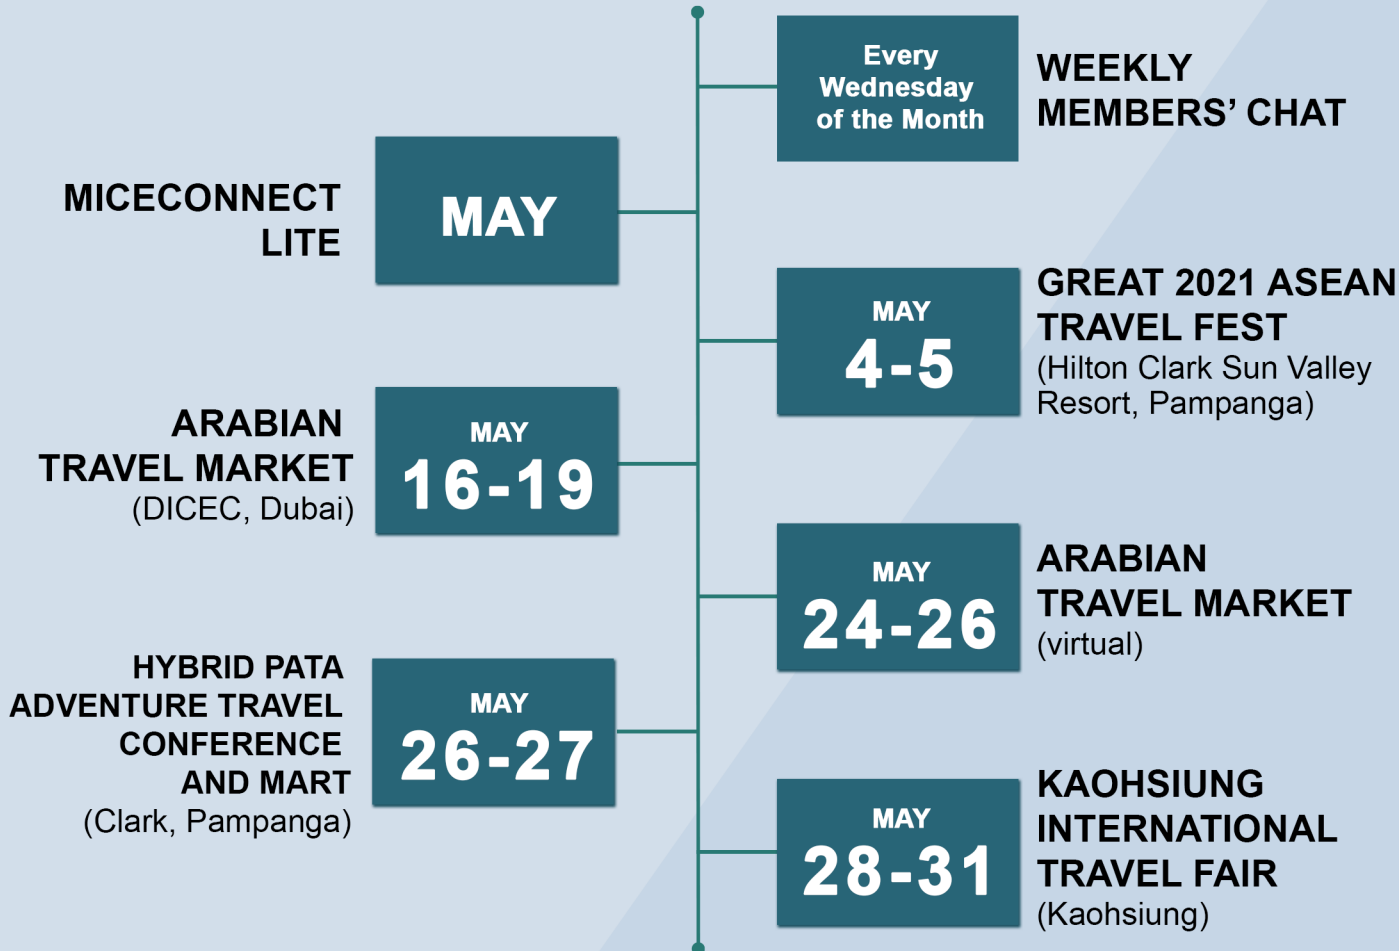 Every
Wednesday
of the Month
WEEKLY
MEMBERS’ CHAT
MICECONNECT
LITE
MAY
MAY
4-5
GREAT 2021 ASEAN
TRAVEL FEST
(Hilton Clark Sun Valley
Resort, Pampanga)
ARABIAN
TRAVEL MARKET
(DICEC, Dubai)
MAY
16-19
MAY
24-26
ARABIAN
TRAVEL MARKET
(virtual)
HYBRID PATA
ADVENTURE TRAVEL
CONFERENCE
AND MART
(Clark, Pampanga)
MAY
26-27
MAY
28-31
KAOHSIUNG
INTERNATIONAL
TRAVEL FAIR
(Kaohsiung)